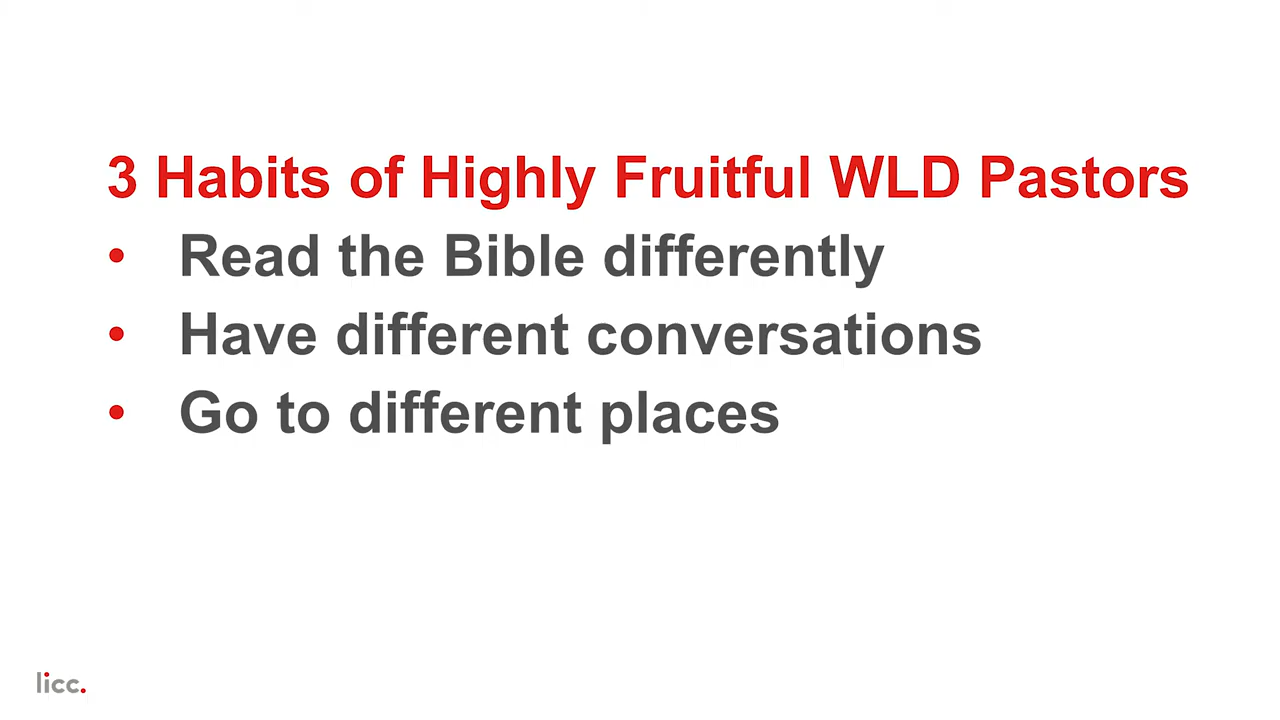 3 Habits of Highly Fruitful WLD Pastors
• Read the Bible differently
• Have different conversations
• Go to different places
licc.